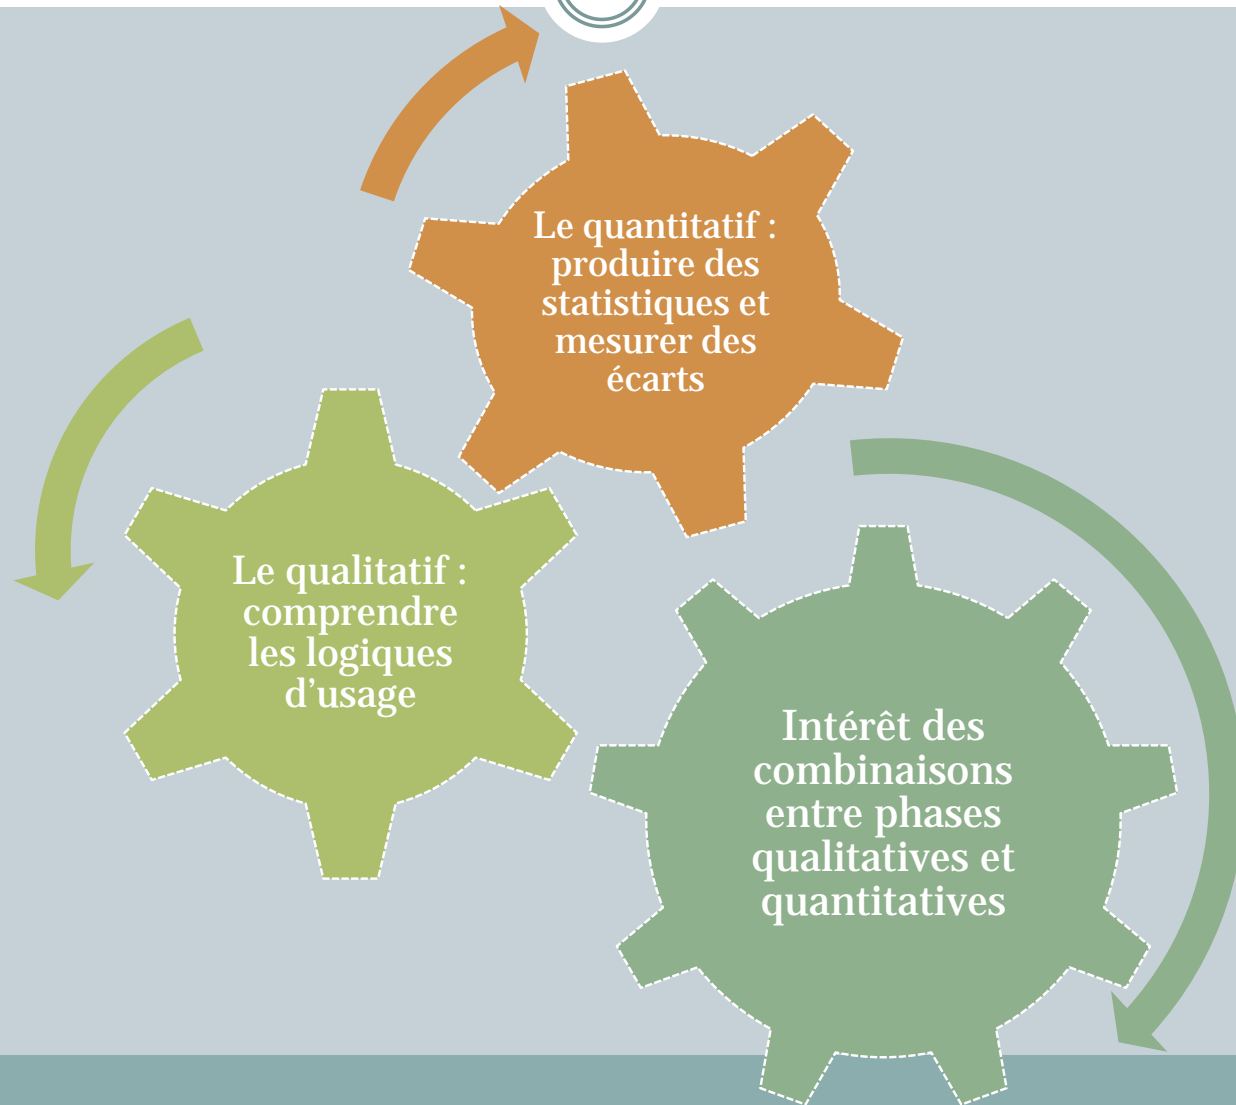 Le quantitatif :
produire des
statistiques et
mesurer des
écarts
Le qualitatif :
comprendre
les logiques
d’usage
Intérêt des
combinaisons
entre phases
qualitatives et
quantitatives